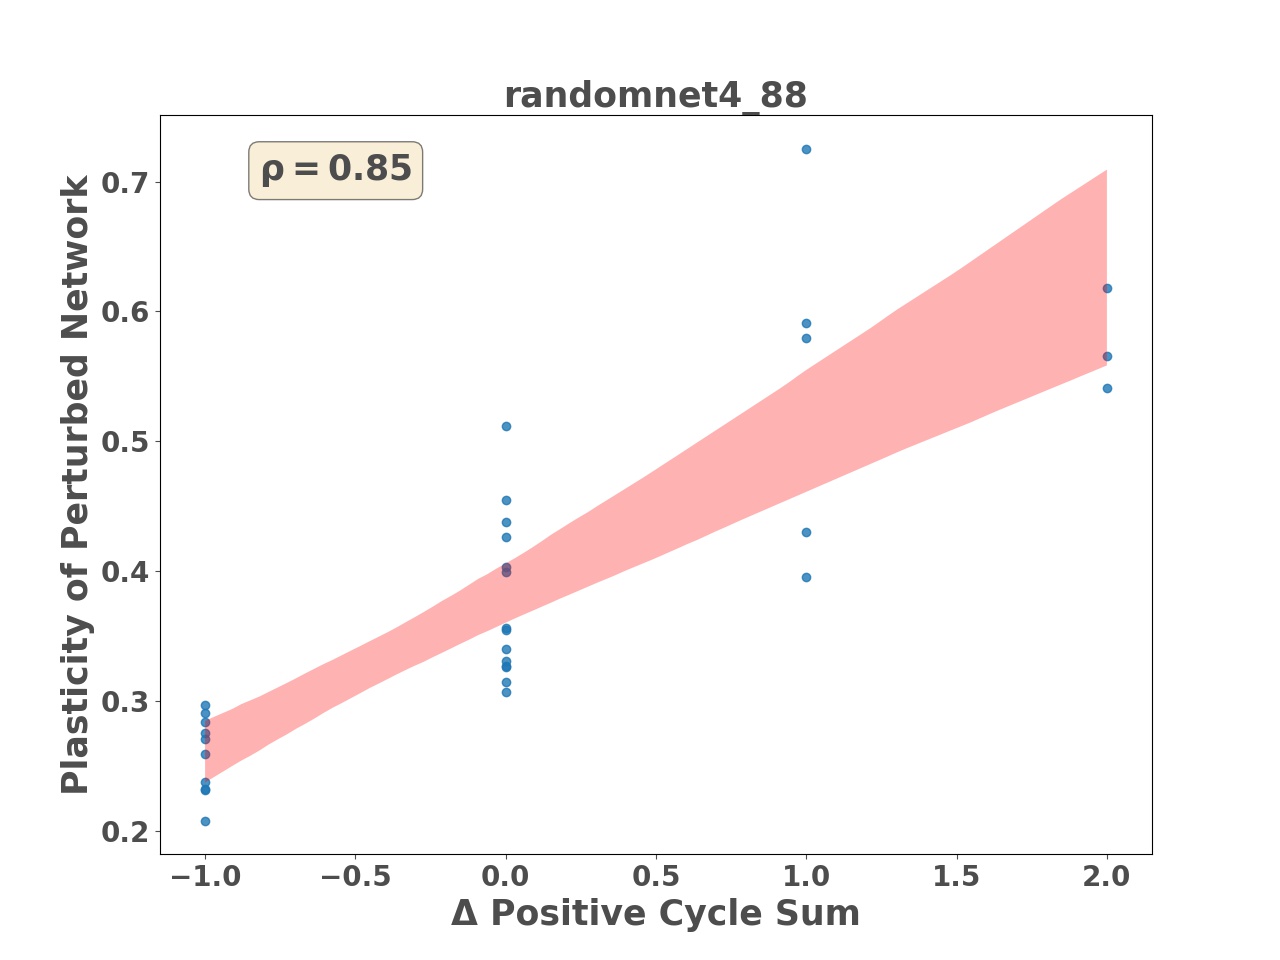 randomnet4_88
ρ = 0.85
Plasticity of Perturbed Network
0.7
0.6
0.5
0.4
0.3
0.2
−1.0 −0.5 0.0 0.5 1.0 1.5 2.0
Δ Positive Cycle Sum